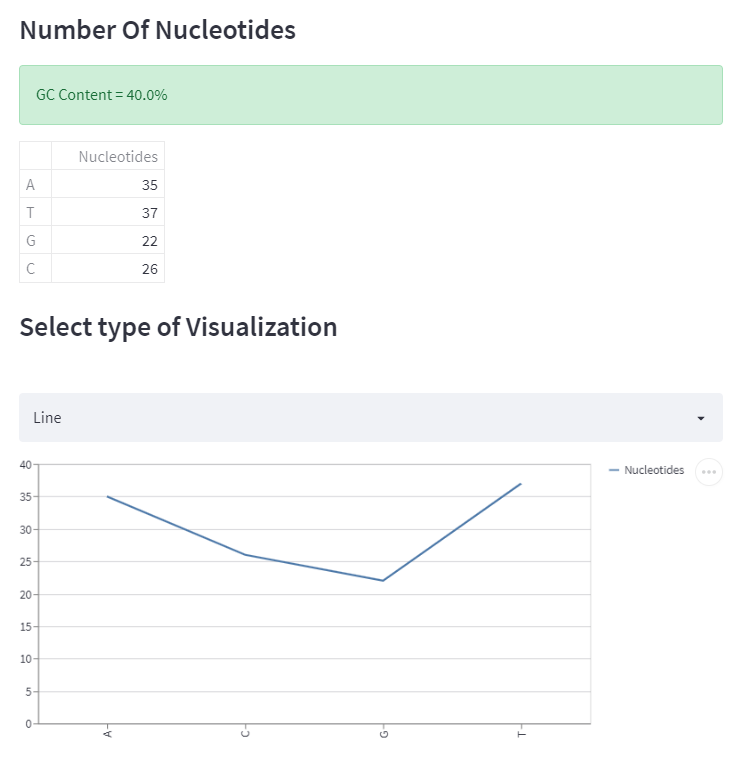 Number Of Nucleotides
GC Content = 40.0%
Nucleotides
A 35
T 37
G 22
C 26
Select type of Visualization
Line
Nucleotides
40
35
30
25
20
15
10
5
0
A C G T